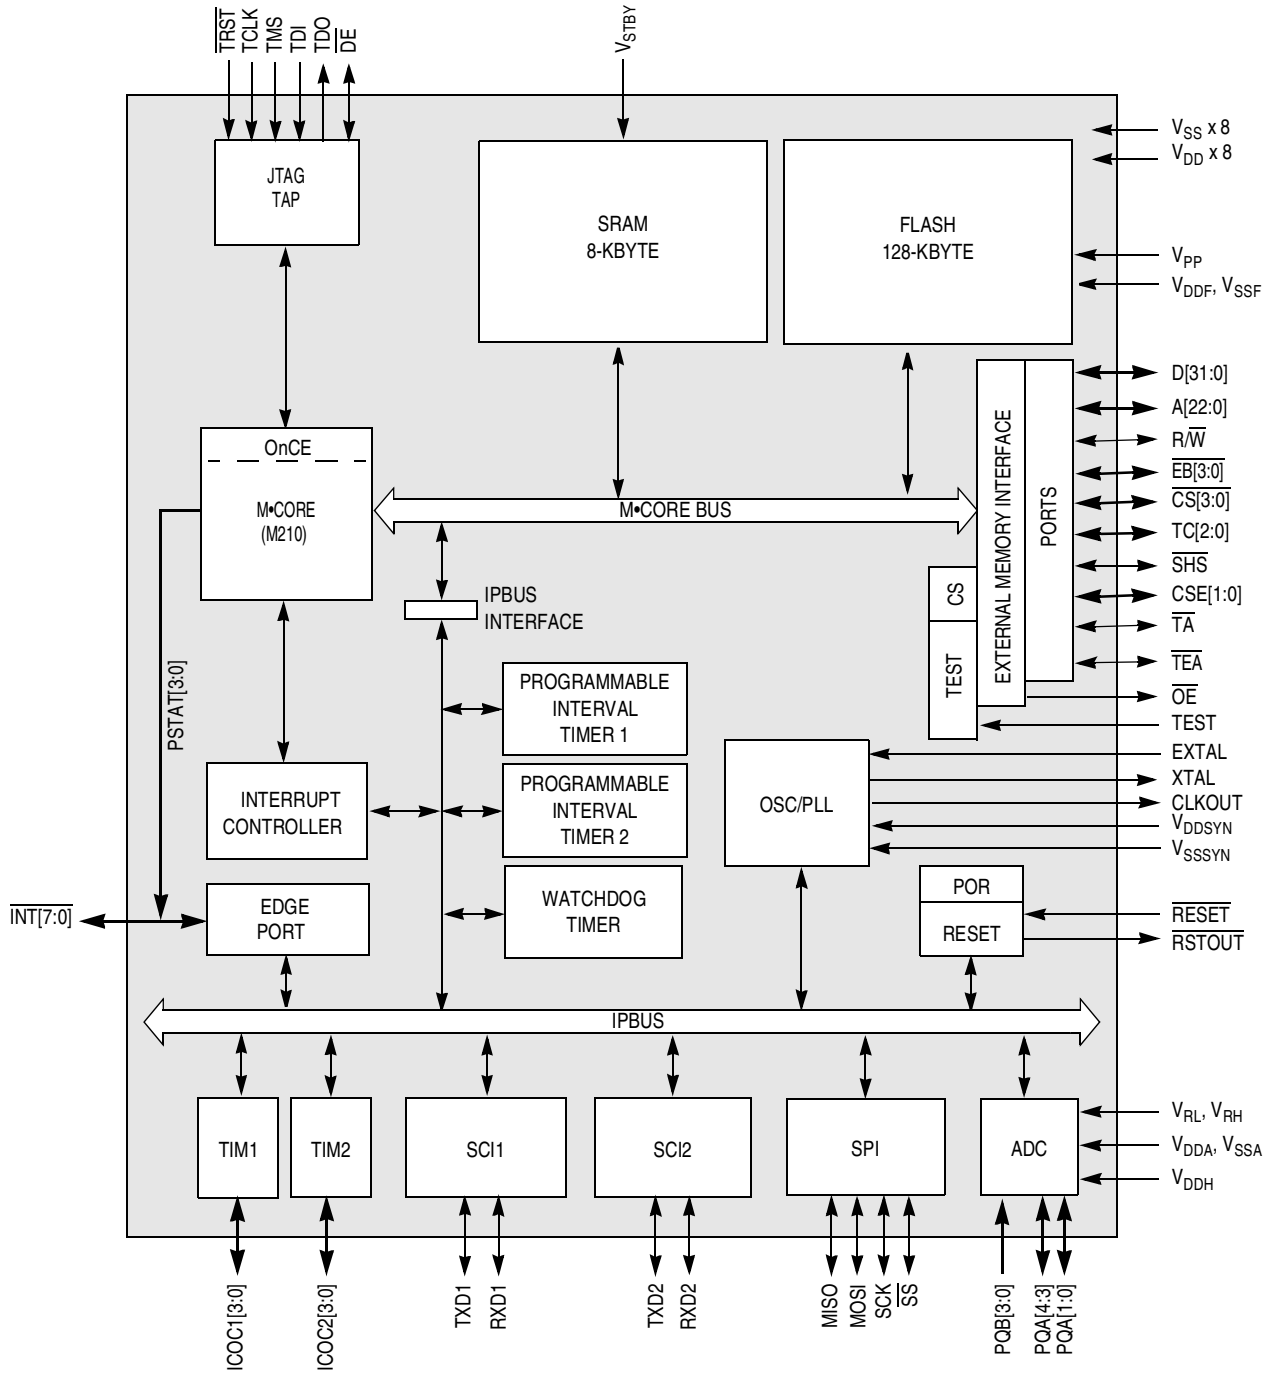 TRST
TCLK
TMS
TDI
TDO
DE
VSTBY
VSS x 8
VDD x 8
JTAG
TAP
SRAM
8-KBYTE
FLASH
128-KBYTE
VPP
VDDF, VSSF
D[31:0]
A[22:0]
R/W
EB[3:0]
CS[3:0]
TC[2:0]
SHS
CSE[1:0]
TA
TEA
OE
TEST
EXTERNAL MEMORY INTERFACE
PORTS
CS
TEST
OnCE
M•CORE
(M210)
M•CORE BUS
IPBUS
INTERFACE
PSTAT[3:0]
PROGRAMMABLE
INTERVAL
TIMER 1
PROGRAMMABLE
INTERVAL
TIMER 2
WATCHDOG
TIMER
INTERRUPT
CONTROLLER
EDGE
PORT
INT[7:0]
OSC/PLL
EXTAL
XTAL
CLKOUT
VDDSYN
VSSSYN
POR
RESET
RESET
RSTOUT
IPBUS
TIM1
TIM2
SCI1
SCI2
SPI
ADC
VRL, VRH
VDDA, VSSA
VDDH
ICOC1[3:0]
ICOC2[3:0]
TXD1
RXD1
TXD2
RXD2
MISO
MOSI
SCK
SS
PQB[3:0]
PQA[4:3]
PQA[1:0]